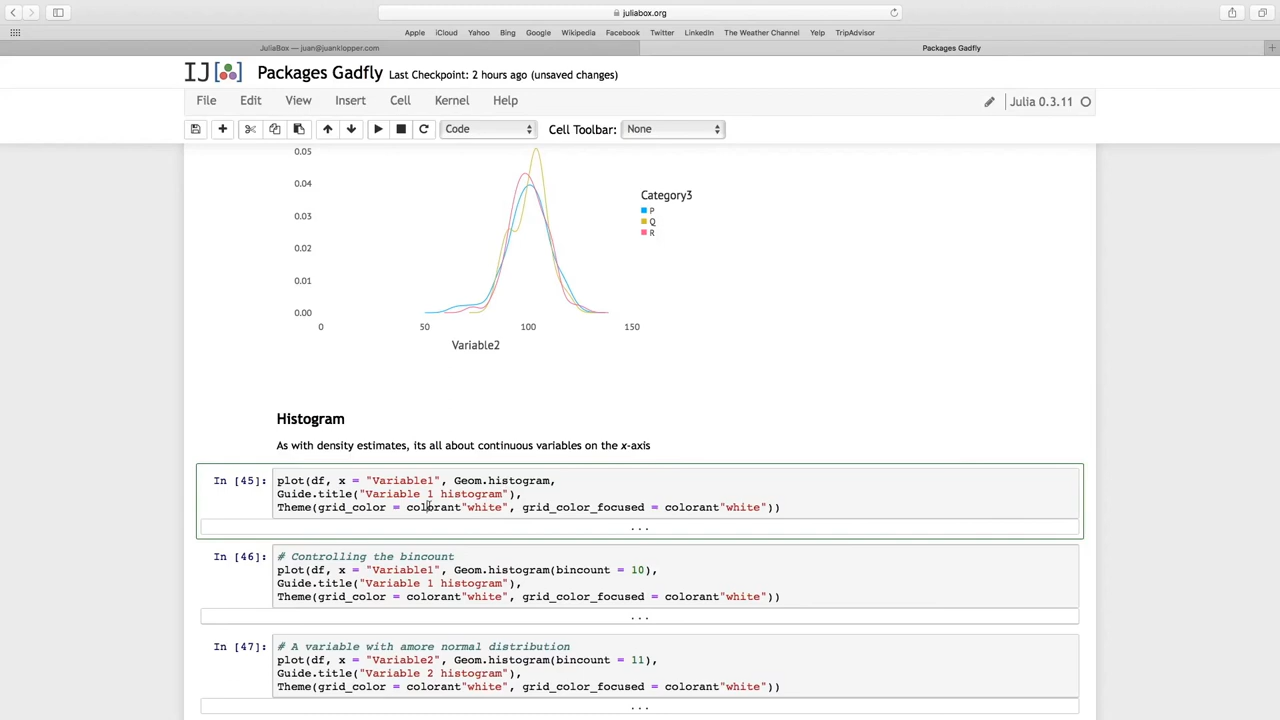 juliabox.org
Apple iCloud Yahoo Bing Google Wikipedia Facebook Twitter LinkedIn The Weather Channel Yelp TripAdvisor
JuliaBox — juan@juanklopper.com
Packages Gadfly
IJ[] Packages Gadfly Last Checkpoint: 2 hours ago (unsaved changes)
File Edit View Insert Cell Kernel Help
Julia 0.3.11
Code
Cell Toolbar: None
0.05
0.04
0.03
0.02
0.01
0.00
0 50 100 150
Variable2
Category3
P
Q
R
Histogram
As with density estimates, its all about continuous variables on the x-axis
In [45]: plot(df, x = "Variable1", Geom.histogram,
Guide.title("Variable 1 histogram"),
Theme(grid_color = colorant"white", grid_color_focused = colorant"white"))
...
In [46]: # Controlling the bincount
plot(df, x = "Variable1", Geom.histogram(bincount = 10),
Guide.title("Variable 1 histogram"),
Theme(grid_color = colorant"white", grid_color_focused = colorant"white"))
...
In [47]: # A variable with amore normal distribution
plot(df, x = "Variable2", Geom.histogram(bincount = 11),
Guide.title("Variable 2 histogram"),
Theme(grid_color = colorant"white", grid_color_focused = colorant"white"))
...